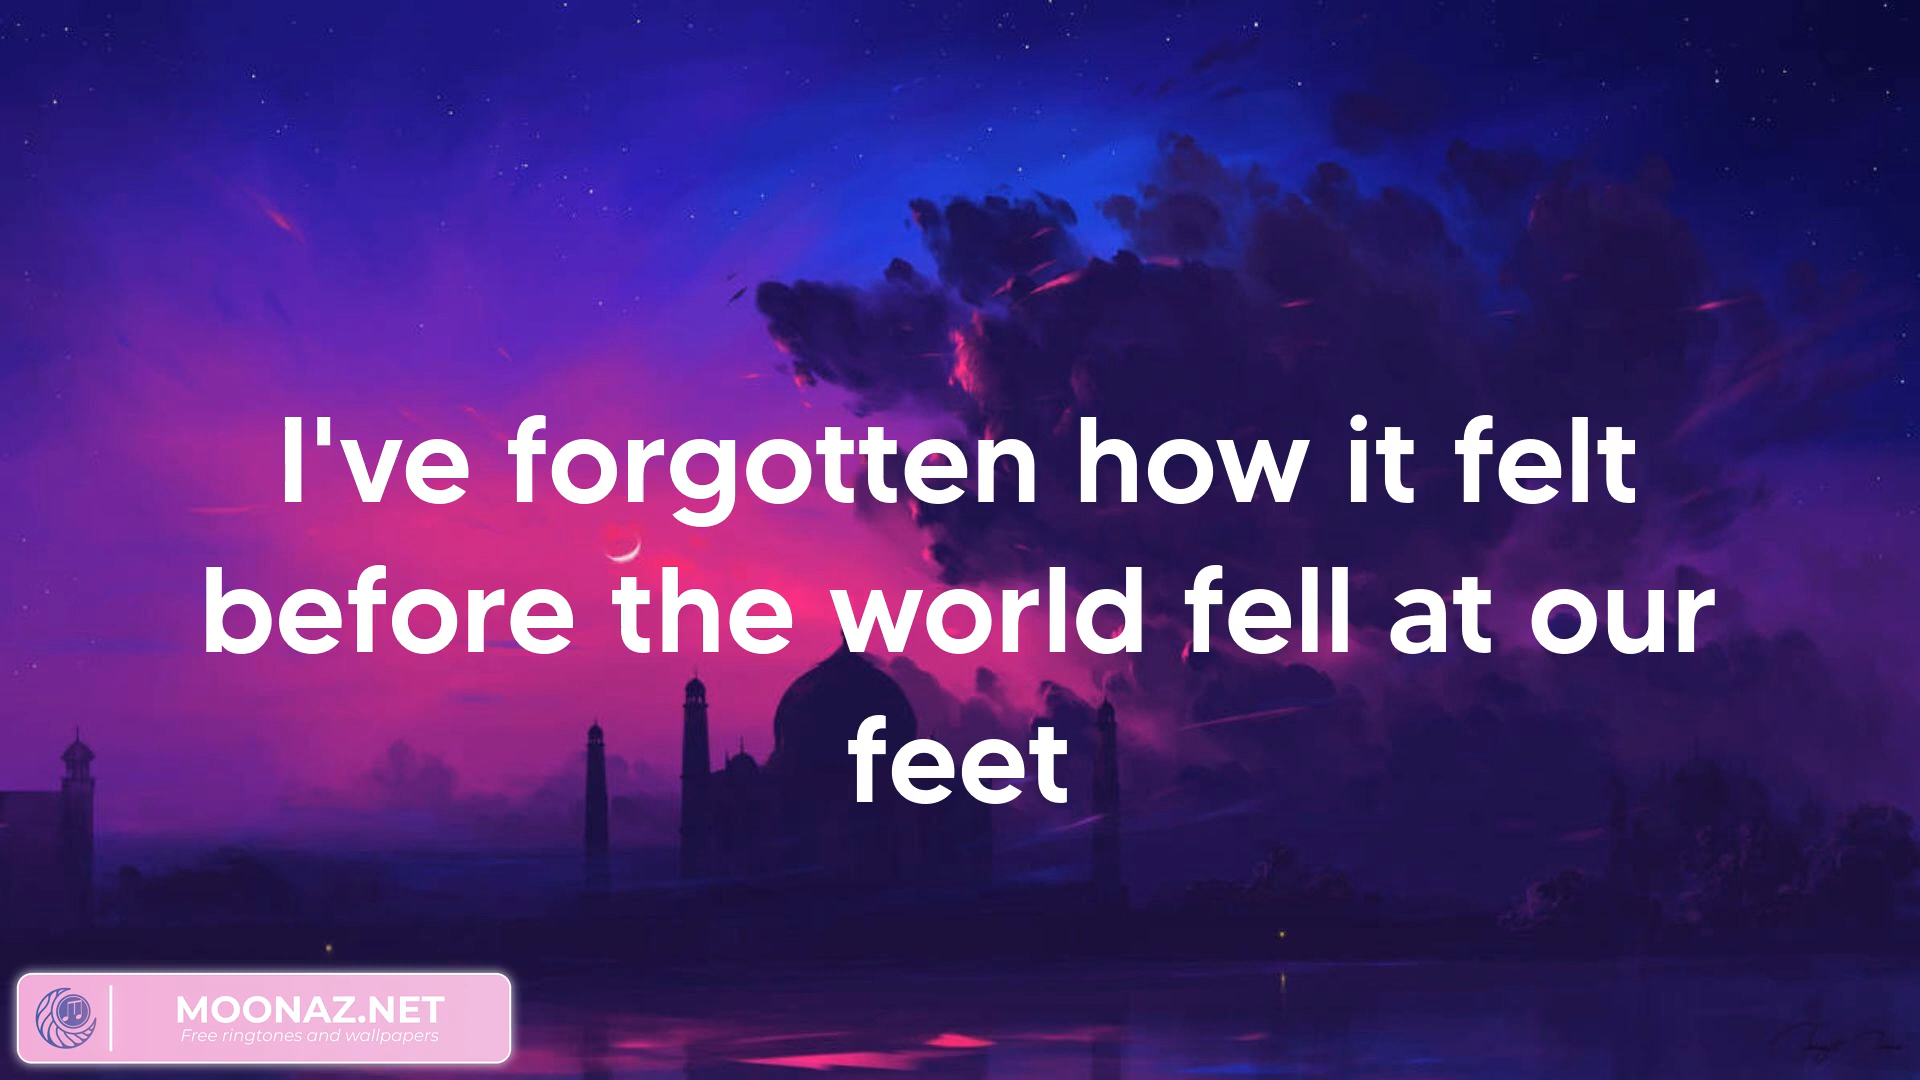 I've forgotten how it felt
before the world fell at our
feet
MOONAZ.NET
Free ringtones and wallpapers